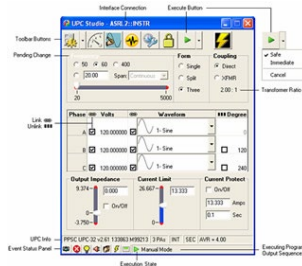 Interface Connection
Execute Button
UPC Studio - ASRL2::INSTR
Toolbar Buttons
Safe
Immediate
Cancel
Pending Change
50 60 400
20.00 Span: Continuous
20 5000
Form
Single
Split
Three
Coupling
Direct
XFMR
2.00 : 1
Transformer Ratio
Phase Volts Waveform Degree
Link
Unlink
A 120.000000 1- Sine
B 120.000000 1- Sine 120
C 120.000000 1- Sine 240
Output Impedance
9.374 0.000
On/Off
0
-3.750
Current Limit
26.667 13.333
0
Current Protect
On/Off
13.333 Amps
0.1 Sec
UPC Info
PPSC UPC-32 v2.61 133863 M99213 3 Pãs INT SEC AVR = 4.00
Event Status Panel
Manual Mode
Executing Program
Output Sequence
Execution State